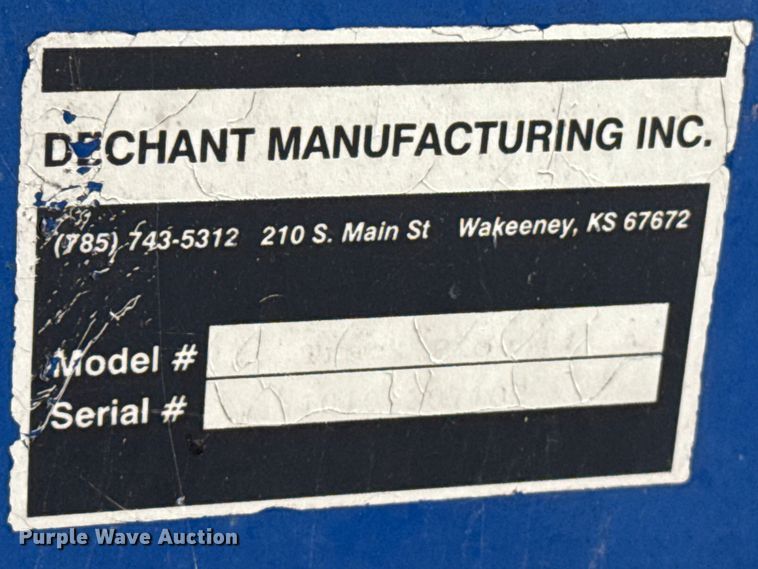 DECHANT MANUFACTURING INC.
(785) 743-5312 210 S. Main St Wakeeney, KS 67672
Model #
Serial #
Purple Wave Auction